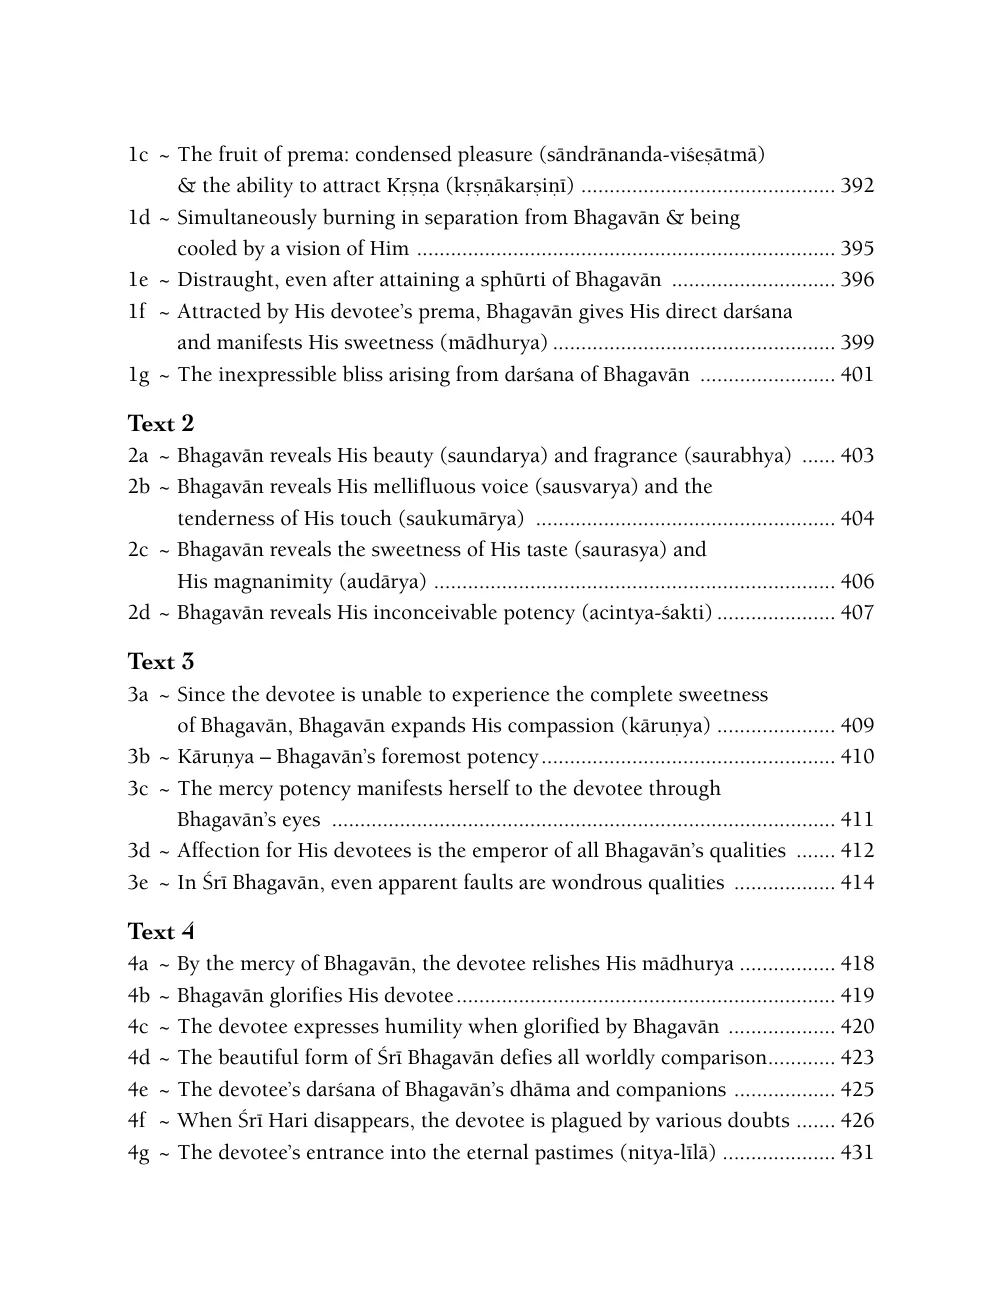 1c ~ The fruit of prema: condensed pleasure (sāndrānanda-viśeṣātmā)
& the ability to attract Kṛṣṇa (kṛṣṇākarṣiṇī) ............................................. 392
1d ~ Simultaneously burning in separation from Bhagavān & being
cooled by a vision of Him .......................................................................... 395
1e ~ Distraught, even after attaining a sphūrti of Bhagavān ............................. 396
1f ~ Attracted by His devotee’s prema, Bhagavān gives His direct darśana
and manifests His sweetness (mādhurya) .................................................. 399
1g ~ The inexpressible bliss arising from darśana of Bhagavān ........................ 401
Text 2
2a ~ Bhagavān reveals His beauty (saundarya) and fragrance (saurabhya) ...... 403
2b ~ Bhagavān reveals His mellifluous voice (sausvarya) and the
tenderness of His touch (saukumārya) ..................................................... 404
2c ~ Bhagavān reveals the sweetness of His taste (saurasya) and
His magnanimity (audārya) ....................................................................... 406
2d ~ Bhagavān reveals His inconceivable potency (acintya-śakti) ..................... 407
Text 3
3a ~ Since the devotee is unable to experience the complete sweetness
of Bhagavān, Bhagavān expands His compassion (kāruṇya) ..................... 409
3b ~ Kāruṇya – Bhagavān’s foremost potency .................................................... 410
3c ~ The mercy potency manifests herself to the devotee through
Bhagavān’s eyes ......................................................................................... 411
3d ~ Affection for His devotees is the emperor of all Bhagavān’s qualities ....... 412
3e ~ In Śrī Bhagavān, even apparent faults are wondrous qualities .................. 414
Text 4
4a ~ By the mercy of Bhagavān, the devotee relishes His mādhurya ................. 418
4b ~ Bhagavān glorifies His devotee ................................................................... 419
4c ~ The devotee expresses humility when glorified by Bhagavān ................... 420
4d ~ The beautiful form of Śrī Bhagavān defies all worldly comparison............ 423
4e ~ The devotee’s darśana of Bhagavān’s dhāma and companions .................. 425
4f ~ When Śrī Hari disappears, the devotee is plagued by various doubts ....... 426
4g ~ The devotee’s entrance into the eternal pastimes (nitya-līlā) .................... 431